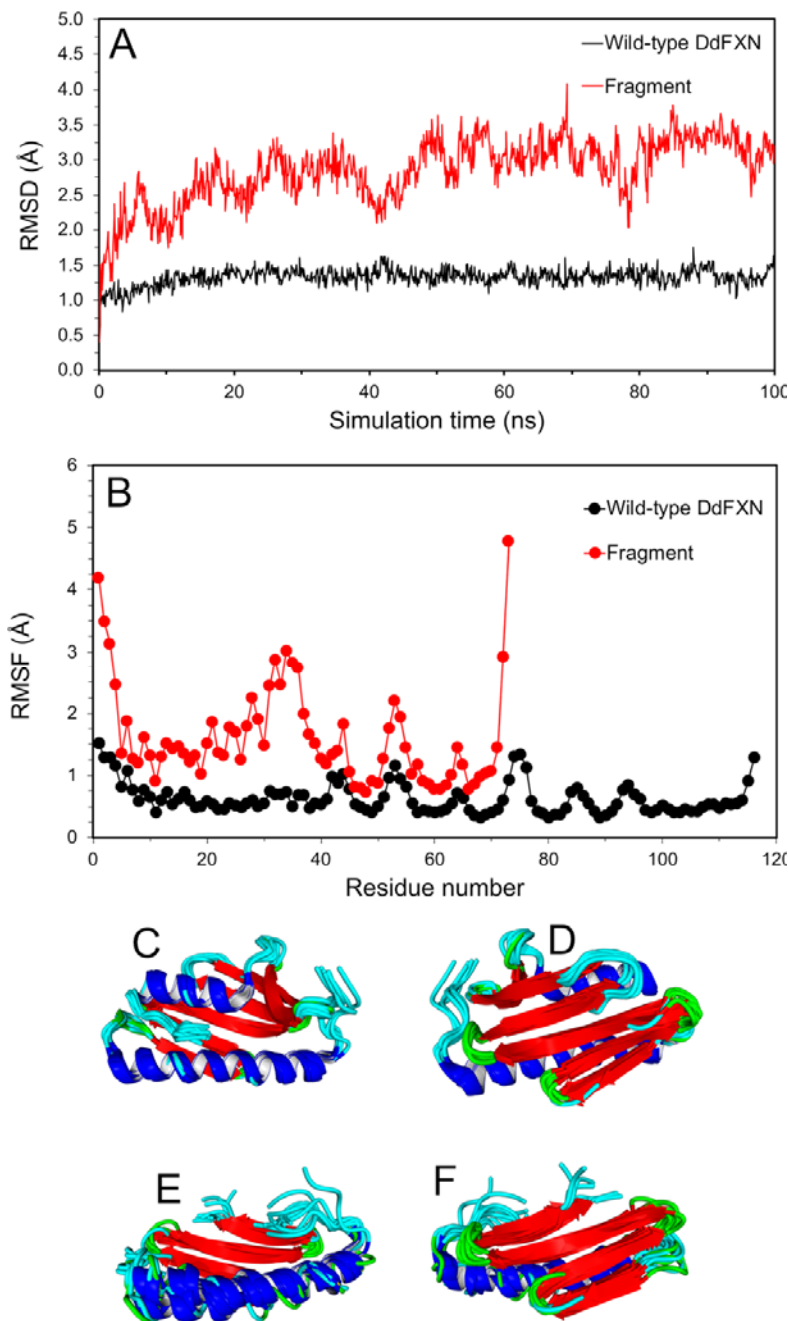 A
5.0
4.5
4.0
3.5
3.0
2.5
2.0
1.5
1.0
0.5
0.0
RMSD (Å)
Wild-type DdFXN
Fragment
0 20 40 60 80 100
Simulation time (ns)
B
6
5
4
3
2
1
0
RMSF (Å)
Wild-type DdFXN
Fragment
0 20 40 60 80 100 120
Residue number
C D
E F